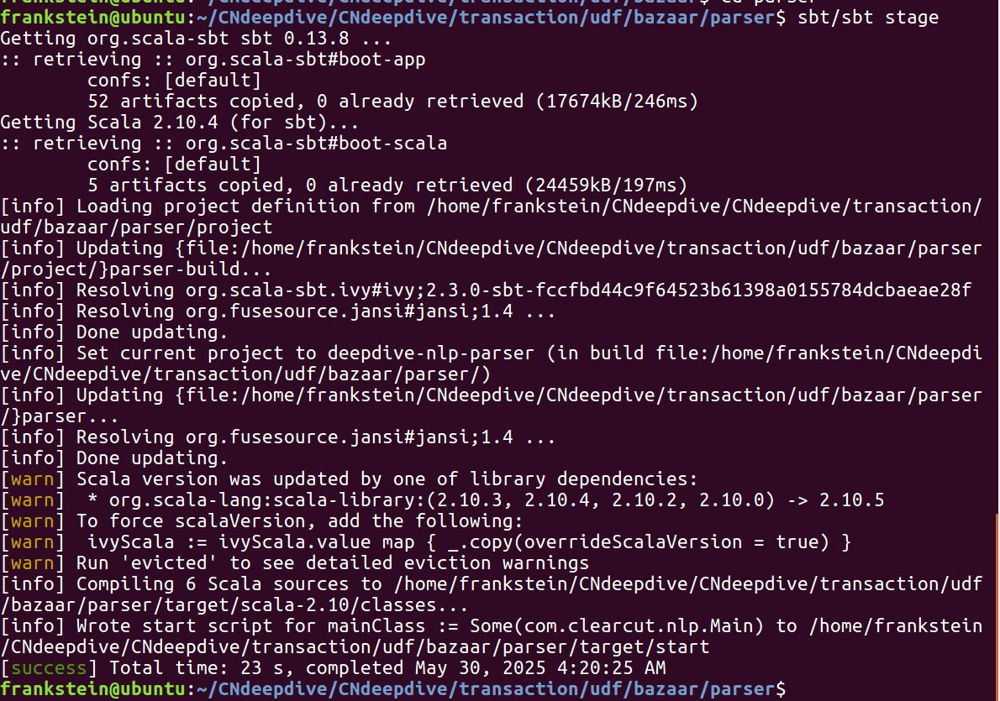 frankstein@ubuntu:~/CNdeepdive/CNdeepdive/transaction/udf/bazaar$ cd parser
frankstein@ubuntu:~/CNdeepdive/CNdeepdive/transaction/udf/bazaar/parser$ sbt/sbt stage
Getting org.scala-sbt sbt 0.13.8 ...
:: retrieving :: org.scala-sbt#boot-app
confs: [default]
52 artifacts copied, 0 already retrieved (17674kB/246ms)
Getting Scala 2.10.4 (for sbt)...
:: retrieving :: org.scala-sbt#boot-scala
confs: [default]
5 artifacts copied, 0 already retrieved (24459kB/197ms)
[info] Loading project definition from /home/frankstein/CNdeepdive/CNdeepdive/transaction/
udf/bazaar/parser/project
[info] Updating {file:/home/frankstein/CNdeepdive/CNdeepdive/transaction/udf/bazaar/parser
/project/}parser-build...
[info] Resolving org.scala-sbt.ivy#ivy;2.3.0-sbt-fccfbd44c9f64523b61398a0155784dcbaeae28f
[info] Resolving org.fusesource.jansi#jansi;1.4 ...
[info] Done updating.
[info] Set current project to deepdive-nlp-parser (in build file:/home/frankstein/CNdeepdi
ve/CNdeepdive/transaction/udf/bazaar/parser/)
[info] Updating {file:/home/frankstein/CNdeepdive/CNdeepdive/transaction/udf/bazaar/parser
/}parser...
[info] Resolving org.fusesource.jansi#jansi;1.4 ...
[info] Done updating.
[warn] Scala version was updated by one of library dependencies:
[warn]  * org.scala-lang:scala-library:(2.10.3, 2.10.4, 2.10.2, 2.10.0) -> 2.10.5
[warn] To force scalaVersion, add the following:
[warn]  ivyScala := ivyScala.value map { _.copy(overrideScalaVersion = true) }
[warn] Run 'evicted' to see detailed eviction warnings
[info] Compiling 6 Scala sources to /home/frankstein/CNdeepdive/CNdeepdive/transaction/udf
/bazaar/parser/target/scala-2.10/classes...
[info] Wrote start script for mainClass := Some(com.clearcut.nlp.Main) to /home/frankstein
/CNdeepdive/CNdeepdive/transaction/udf/bazaar/parser/target/start
[success] Total time: 23 s, completed May 30, 2025 4:20:25 AM
frankstein@ubuntu:~/CNdeepdive/CNdeepdive/transaction/udf/bazaar/parser$